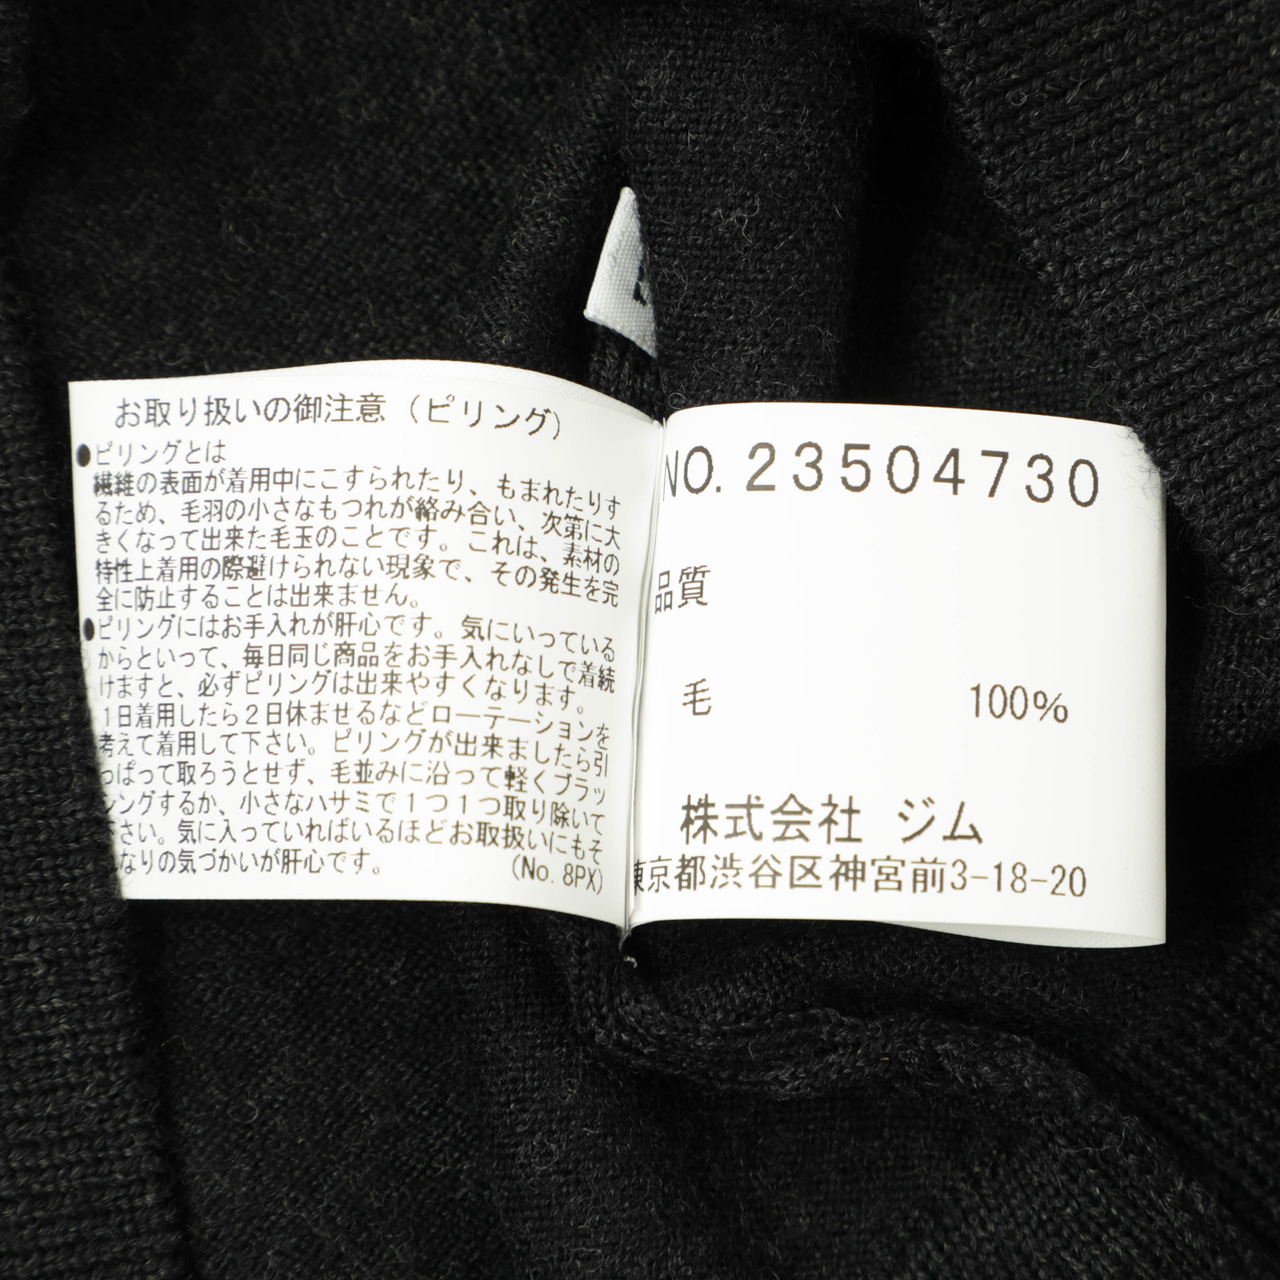 お取り扱いの御注意（ピリング）
●ピリングとは
繊維の表面が着用中にこすられたり、もまれたりす
るため、毛羽の小さなもつれが絡み合い、次第に大
きくなって出来た毛玉のことです。これは、素材の
特性上着用の際避けられない現象で、その発生を完
全に防止することは出来ません。
●ピリングにはお手入れが肝心です。気にいっている
からといって、毎日同じ商品をお手入れなしで着続
けますと、必ずピリングは出来やすくなります。
1日着用したら2日休ませるなどローテーションを
考えて着用して下さい。ピリングが出来ましたら引
っぱって取ろうとせず、毛並みに沿って軽くブラッ
シングするか、小さなハサミで1つ1つ取り除いて
さい。気に入っていればいるほどお取扱いにもそ
なりの気づかいが肝心です。
(No. 8PX)
NO. 23504730
品質
毛 100%
株式会社 ジム
東京都渋谷区神宮前3-18-20